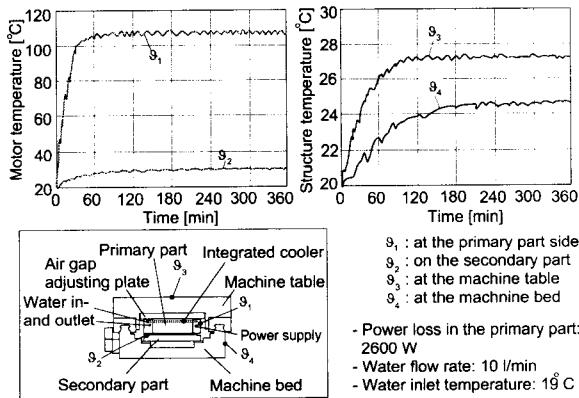 Motor temperature [°C]
120
100
80
60
40
20
0 60 120 180 240 300 360
Time [min]
ϑ₁
ϑ₂
Structure temperature [°C]
30
28
26
24
22
20
0 60 120 180 240 300 360
Time [min]
ϑ₃
ϑ₄
Primary part
Integrated cooler
Air gap
adjusting plate
ϑ₃
Machine table
Water in-
and outlet
ϑ₁
Power supply
ϑ₂
ϑ₄
Secondary part
Machine bed
ϑ₁ : at the primary part side
ϑ₂ : on the secondary part
ϑ₃ : at the machine table
ϑ₄ : at the machnine bed
- Power loss in the primary part:
2600 W
- Water flow rate: 10 l/min
- Water inlet temperature: 19°C